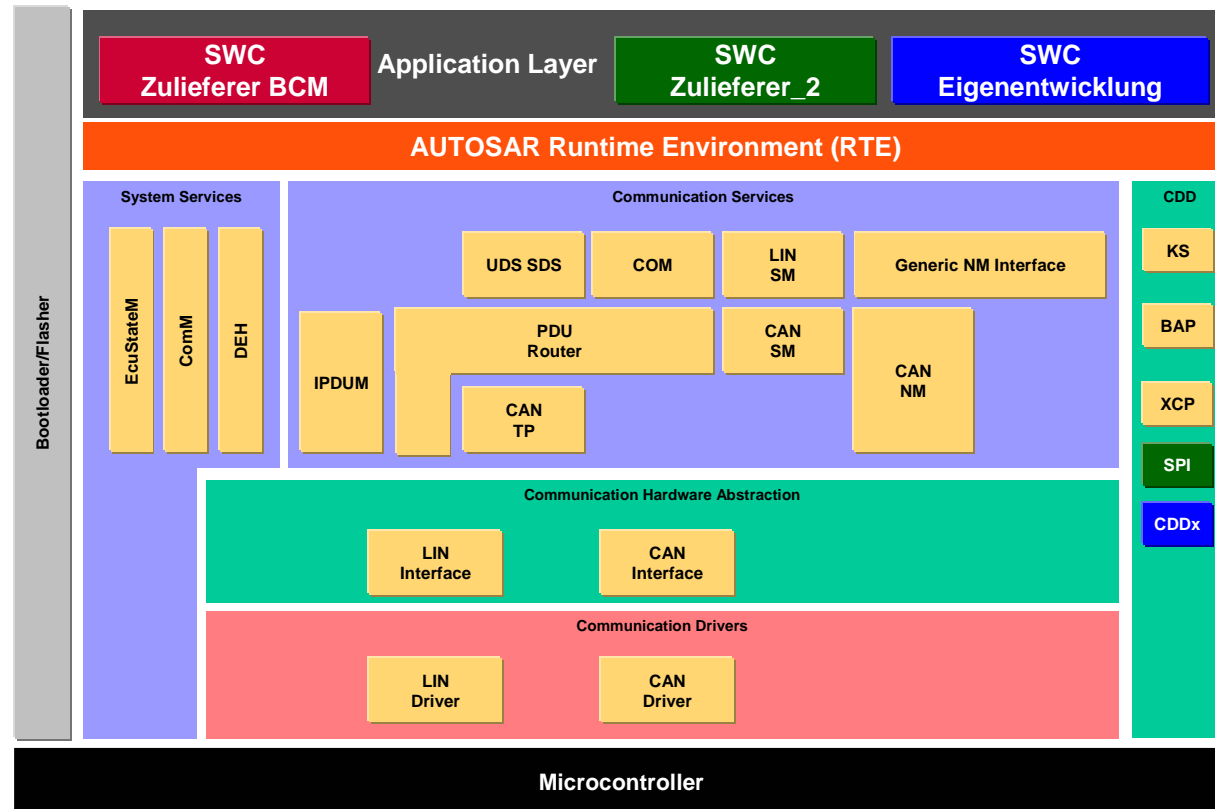 SWC
Zulieferer BCM
Application Layer
SWC
Zulieferer_2
SWC
Eigenentwicklung
AUTOSAR Runtime Environment (RTE)
Bootloader/Flasher
System Services
EcuStateM
ComM
DEH
Communication Services
UDS SDS
COM
LIN
SM
Generic NM Interface
IPDUM
PDU
Router
CAN
SM
CAN
NM
CAN
TP
CDD
KS
BAP
XCP
SPI
CDDx
Communication Hardware Abstraction
LIN
Interface
CAN
Interface
Communication Drivers
LIN
Driver
CAN
Driver
Microcontroller